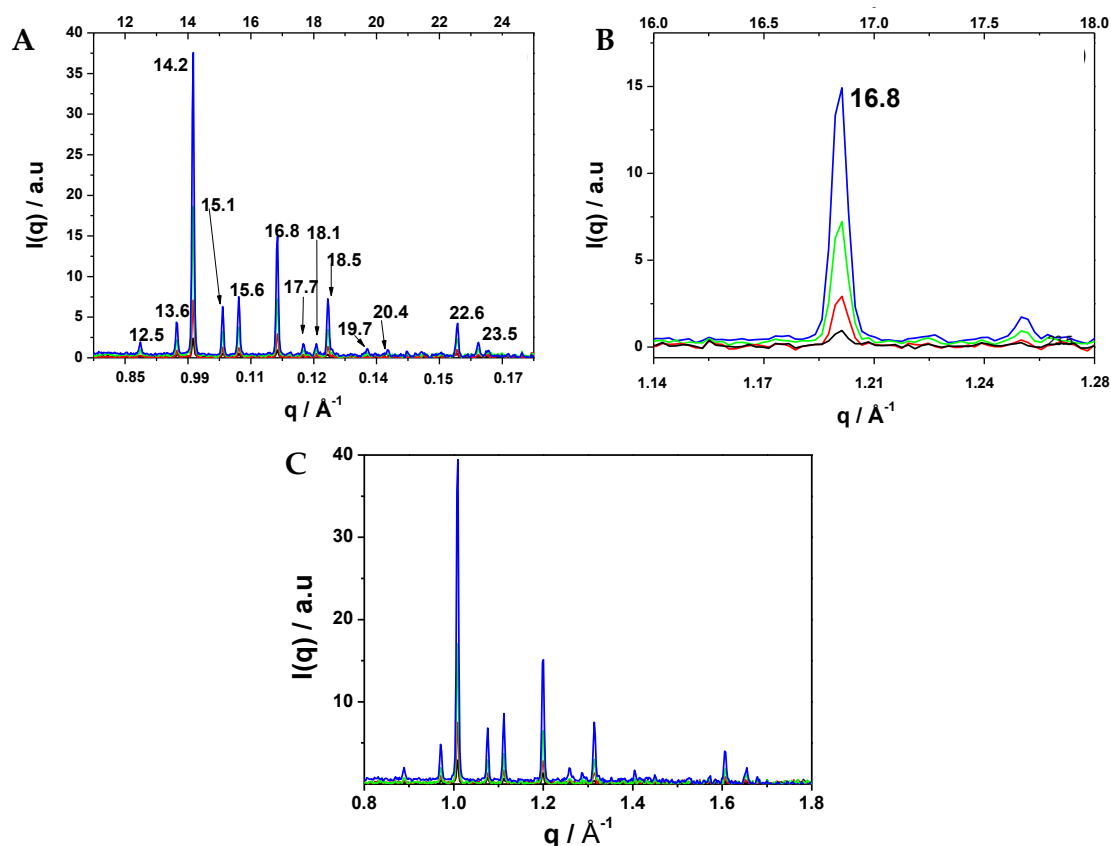 A
12 14 16 18 20 22 24
40
35
30
25
20
15
10
5
0
I(q) / a.u
14.2
15.1
13.6
12.5
15.6
16.8
17.7
18.1
18.5
19.7
20.4
22.6
23.5
0.85 0.99 0.11 0.12 0.14 0.15 0.17
q / Å-1
B
16.0 16.5 17.0 17.5 18.0
15
10
5
0
I(q) / a.u
16.8
)
1.14 1.17 1.21 1.24 1.28
q / Å-1
C
40
30
20
10
I(q) / a.u
0.8 1.0 1.2 1.4 1.6 1.8
q / Å-1